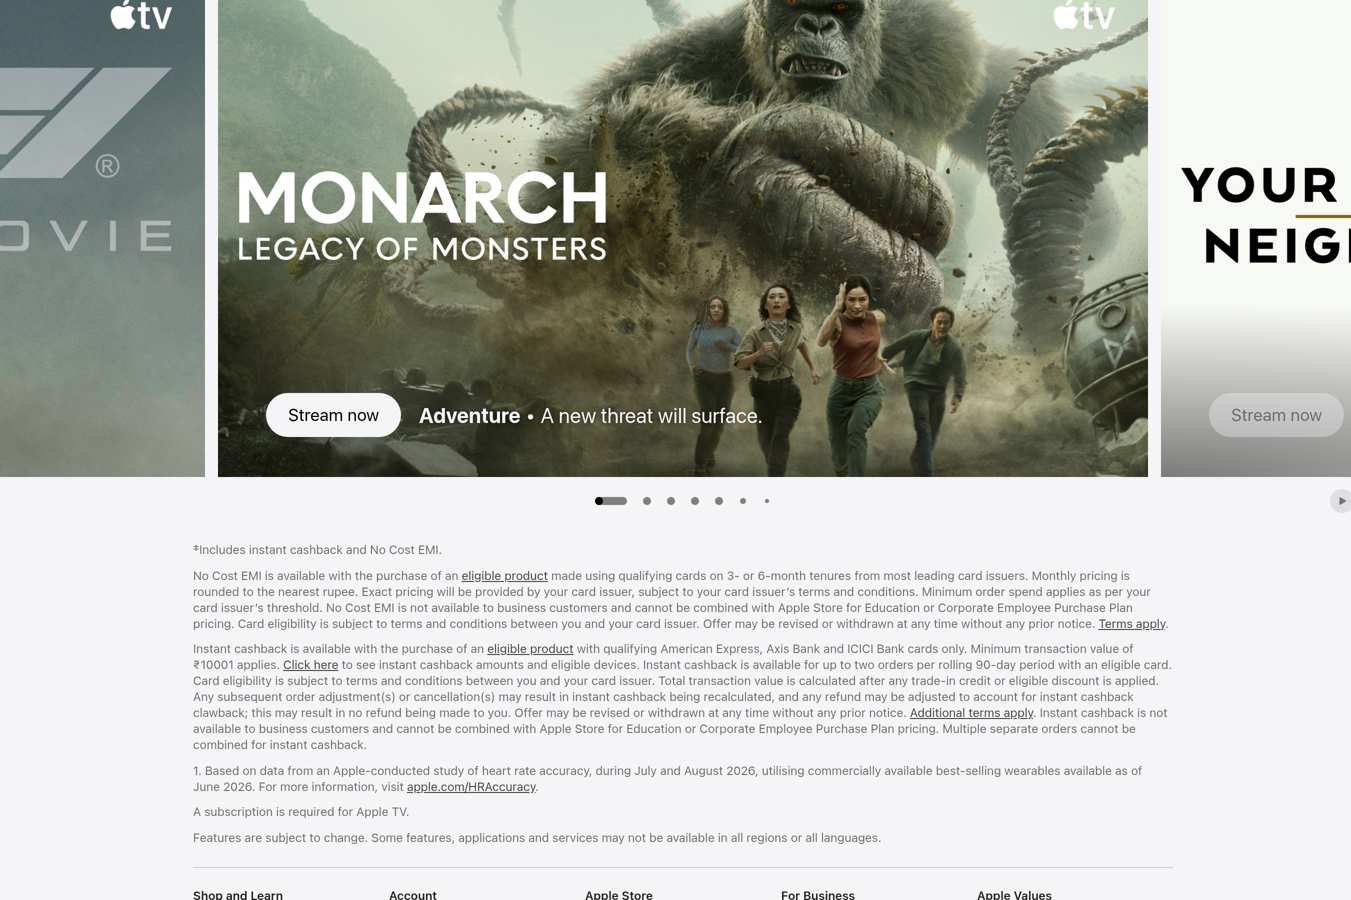 tv
tv
®
OVIE
MONARCH
LEGACY OF MONSTERS
YOUR
Stream now
Adventure • A new threat will surface.
Stream now
‡Includes instant cashback and No Cost EMI.
No Cost EMI is available with the purchase of an eligible product made using qualifying cards on 3- or 6-month tenures from most leading card issuers. Monthly pricing is
rounded to the nearest rupee. Exact pricing will be provided by your card issuer, subject to your card issuer's terms and conditions. Minimum order spend applies as per your
card issuer's threshold. No Cost EMI is not available to business customers and cannot be combined with Apple Store for Education or Corporate Employee Purchase Plan
pricing. Card eligibility is subject to terms and conditions between you and your card issuer. Offer may be revised or withdrawn at any time without any prior notice. Terms apply.
Instant cashback is available with the purchase of an eligible product with qualifying American Express, Axis Bank and ICICI Bank cards only. Minimum transaction value of
₹10001 applies. Click here to see instant cashback amounts and eligible devices. Instant cashback is available for up to two orders per rolling 90-day period with an eligible card.
Card eligibility is subject to terms and conditions between you and your card issuer. Total transaction value is calculated after any trade-in credit or eligible discount is applied.
Any subsequent order adjustment(s) or cancellation(s) may result in instant cashback being recalculated, and any refund may be adjusted to account for instant cashback
clawback; this may result in no refund being made to you. Offer may be revised or withdrawn at any time without any prior notice. Additional terms apply. Instant cashback is not
available to business customers and cannot be combined with Apple Store for Education or Corporate Employee Purchase Plan pricing. Multiple separate orders cannot be
combined for instant cashback.
1. Based on data from an Apple-conducted study of heart rate accuracy, during July and August 2026, utilising commercially available best-selling wearables available as of
June 2026. For more information, visit apple.com/HRAccuracy.
A subscription is required for Apple TV.
Features are subject to change. Some features, applications and services may not be available in all regions or all languages.
Shop and Learn
Account
Apple Store
For Business
Apple Values